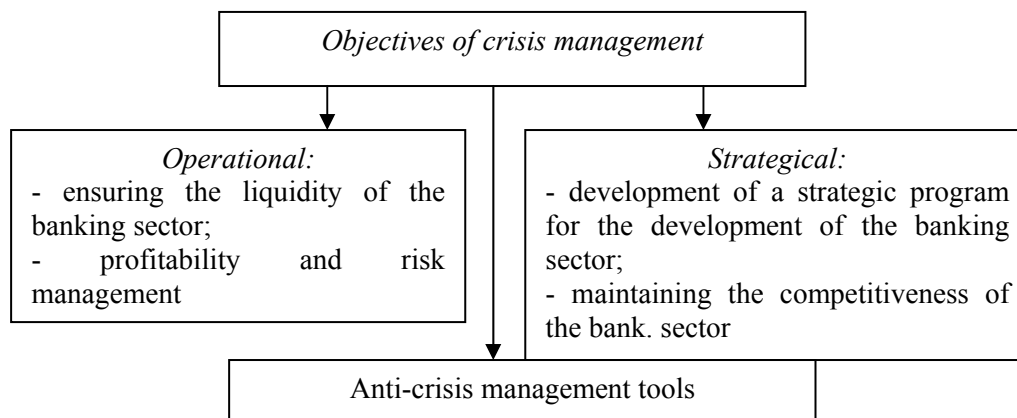 Objectives of crisis management
Operational:
- ensuring the liquidity of the
banking sector;
- profitability and risk
management
Strategical:
- development of a strategic program
for the development of the banking
sector;
- maintaining the competitiveness of
the bank. sector
Anti-crisis management tools